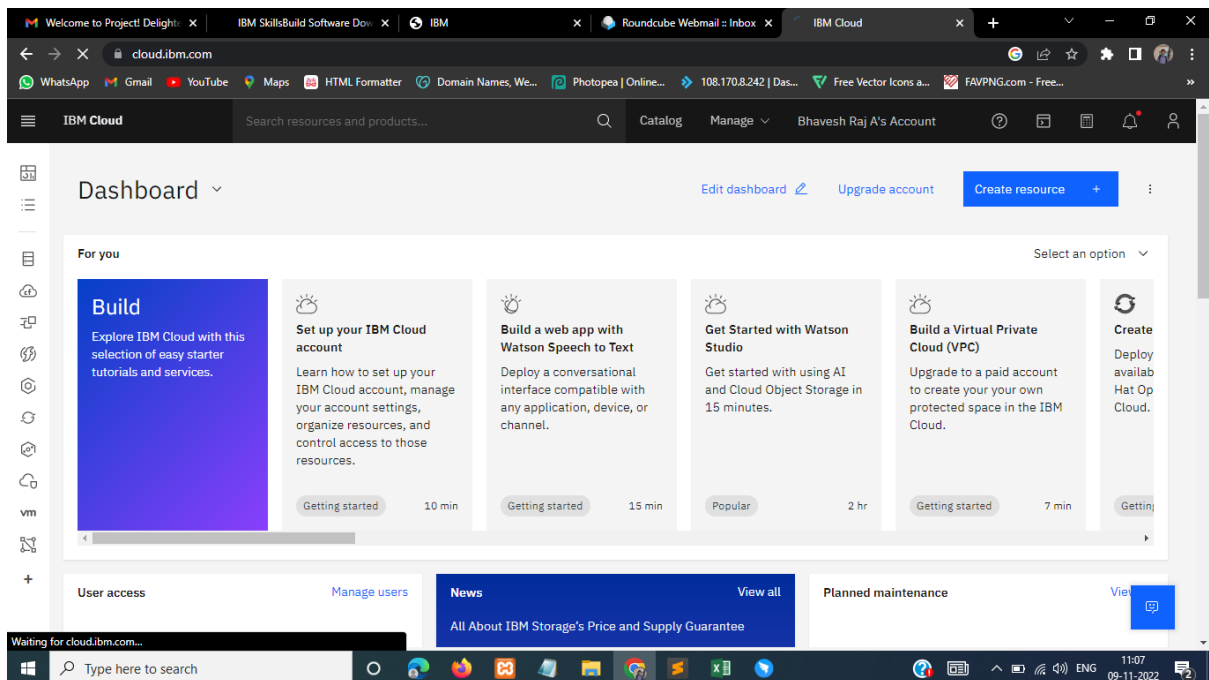 Welcome to Project! Delighte
IBM SkillsBuild Software Dow
IBM
Roundcube Webmail :: Inbox
IBM Cloud
cloud.ibm.com
WhatsApp
Gmail
YouTube
Maps
HTML Formatter
Domain Names, We...
Photopea | Online...
108.170.8.242 | Das...
Free Vector Icons a...
FAVPNG.com - Free...
»
IBM Cloud
Search resources and products...
Catalog
Manage
Bhavesh Raj A's Account
Dashboard
Edit dashboard
Upgrade account
Create resource +
For you
Select an option
Build
Explore IBM Cloud with this
selection of easy starter
tutorials and services.
Set up your IBM Cloud
account
Learn how to set up your
IBM Cloud account, manage
your account settings,
organize resources, and
control access to those
resources.
Getting started
10 min
Build a web app with
Watson Speech to Text
Deploy a conversational
interface compatible with
any application, device, or
channel.
Getting started
15 min
Get Started with Watson
Studio
Get started with using AI
and Cloud Object Storage in
15 minutes.
Popular
2 hr
Build a Virtual Private
Cloud (VPC)
Upgrade to a paid account
to create your your own
protected space in the IBM
Cloud.
Getting started
7 min
Create
Deploy
availab
Hat Op
Cloud.
Getting
vm
User access
Manage users
News
View all
All About IBM Storage's Price and Supply Guarantee
Planned maintenance
Vie
Waiting for cloud.ibm.com...
Type here to search
ENG
11:07
09-11-2022
2